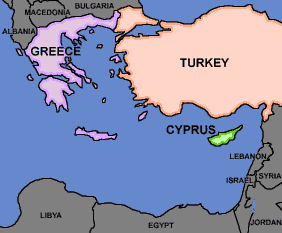 BULGARIA
MACEDONIA
ALBANIA
GREECE
TURKEY
CYPRUS
LEBANON
SYRIA
ISRAEL
LIBYA
EGYPT
JORDAN